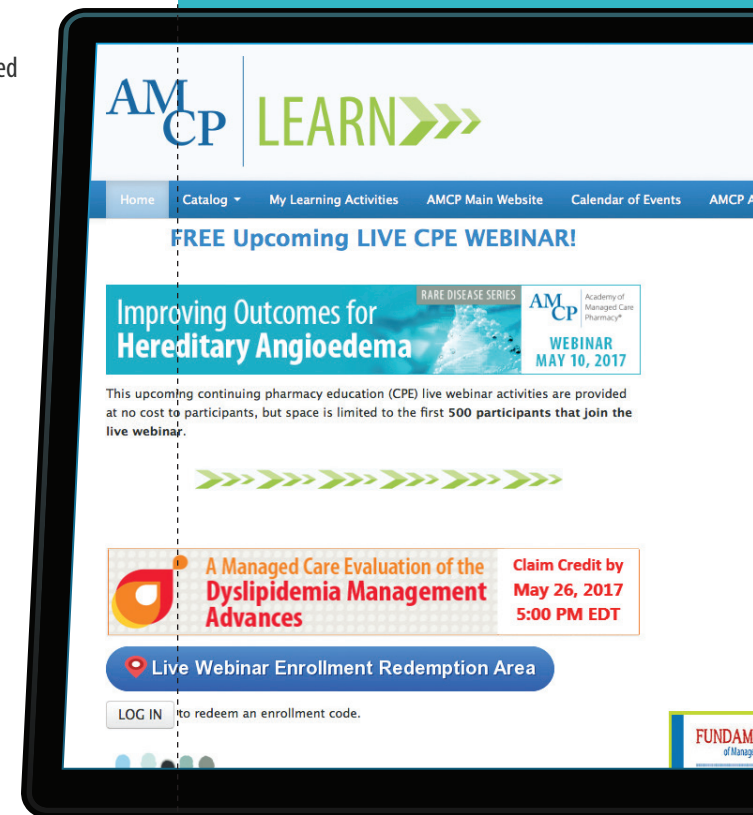 ed
AMCP
LEARN
Home Catalog My Learning Activities AMCP Main Website Calendar of Events AMCP A
FREE Upcoming LIVE CPE WEBINAR!
Improving Outcomes for
Hereditary Angioedema
RARE DISEASE SERIES
AMCP
Academy of
Managed Care
Pharmacy®
WEBINAR
MAY 10, 2017
This upcoming continuing pharmacy education (CPE) live webinar activities are provided
at no cost to participants, but space is limited to the first 500 participants that join the
live webinar.
A Managed Care Evaluation of the
Dyslipidemia Management
Advances
Claim Credit by
May 26, 2017
5:00 PM EDT
Live Webinar Enrollment Redemption Area
LOG IN to redeem an enrollment code.
FUNDAM
of Manag